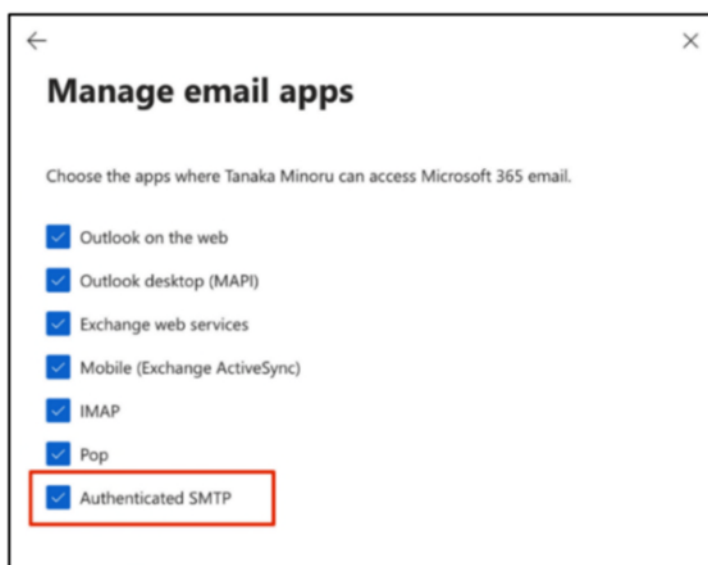 Manage email apps
Choose the apps where Tanaka Minoru can access Microsoft 365 email.
Outlook on the web
Outlook desktop (MAPI)
Exchange web services
Mobile (Exchange ActiveSync)
IMAP
Pop
Authenticated SMTP